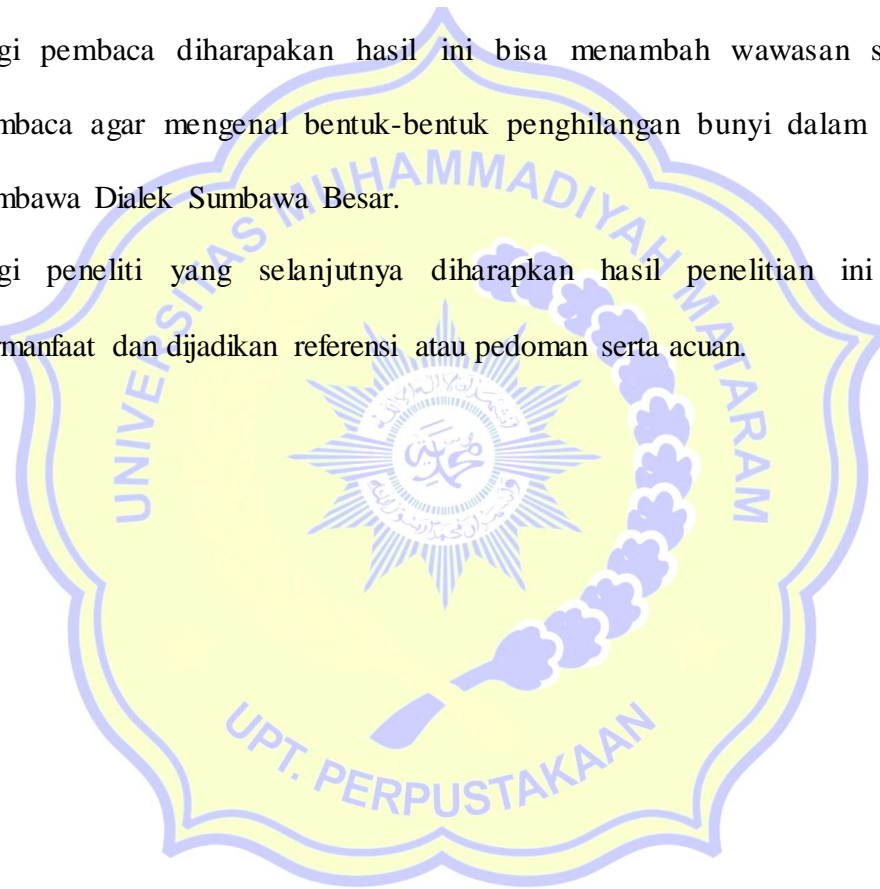 gi pembaca diharapakan hasil ini bisa menambah wawasan s
mbaca agar mengenal bentuk-bentuk penghilangan bunyi dalam
mbawa Dialek Sumbawa Besar.
gi peneliti yang selanjutnya diharapkan hasil penelitian ini
rmanfaat dan dijadikan referensi atau pedoman serta acuan.
UNIVERSITAS MUHAMMADIYAH MATARAM
UPT. PERPUSTAKAAN